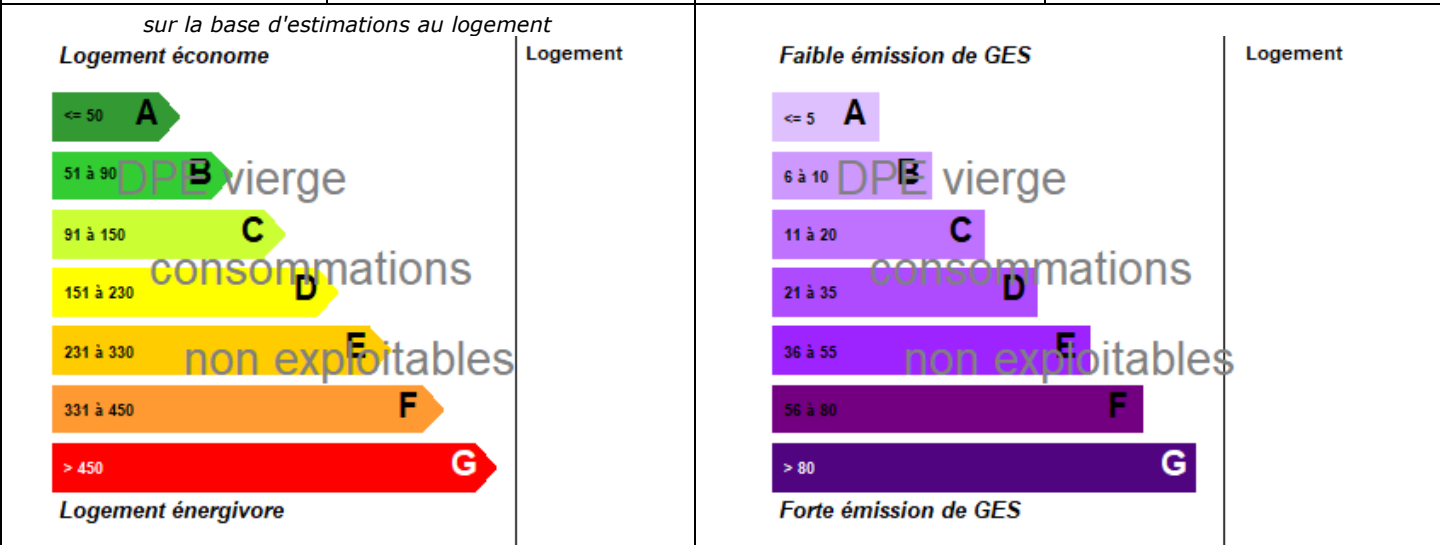 sur la base d'estimations au logement
Logement économe
Logement
<= 50 A
51 à 90 B
DPE vierge
91 à 150 C
consommations
151 à 230 D
231 à 330 E
non exploitables
331 à 450 F
> 450 G
Logement énergivore
Faible émission de GES
Logement
<= 5 A
6 à 10 B
DPE vierge
11 à 20 C
consommations
21 à 35 D
36 à 55 E
non exploitables
56 à 80 F
> 80 G
Forte émission de GES